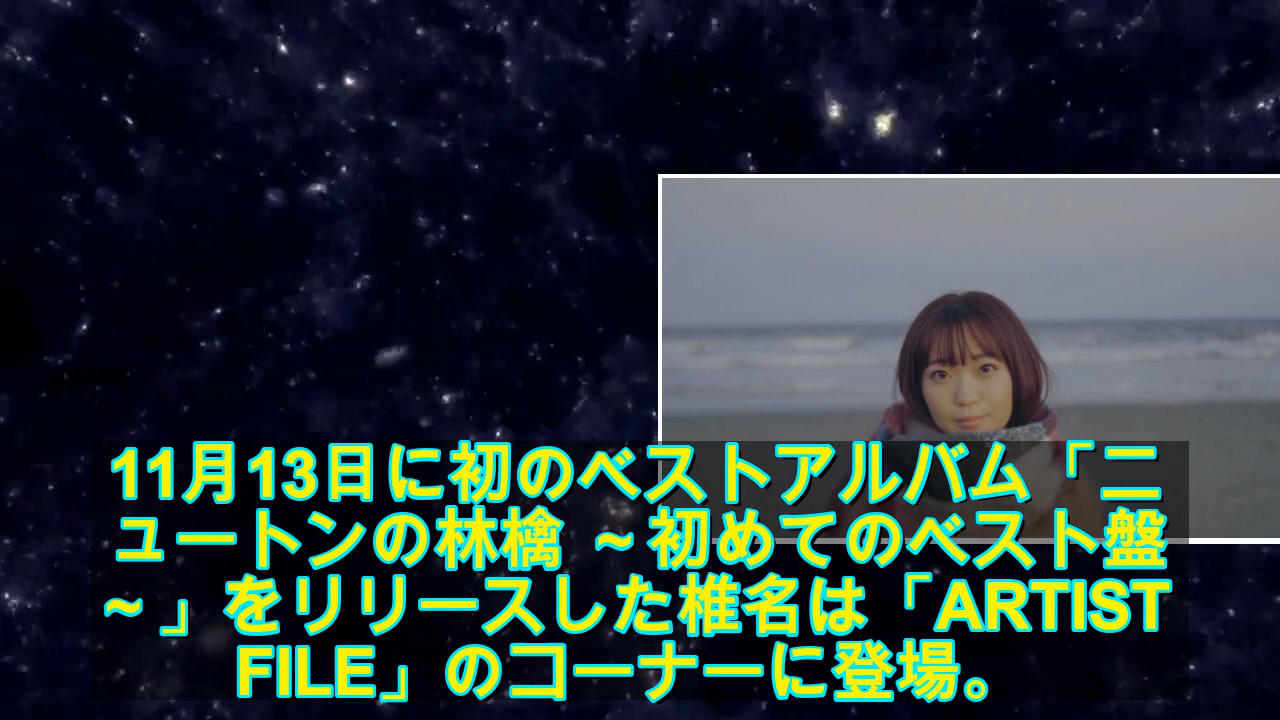 11月13日に初のベストアルバム「ニ
ュートンの林檎 ～初めてのベスト盤
～」をリリースした椎名は「ARTIST
FILE」のコーナーに登場。